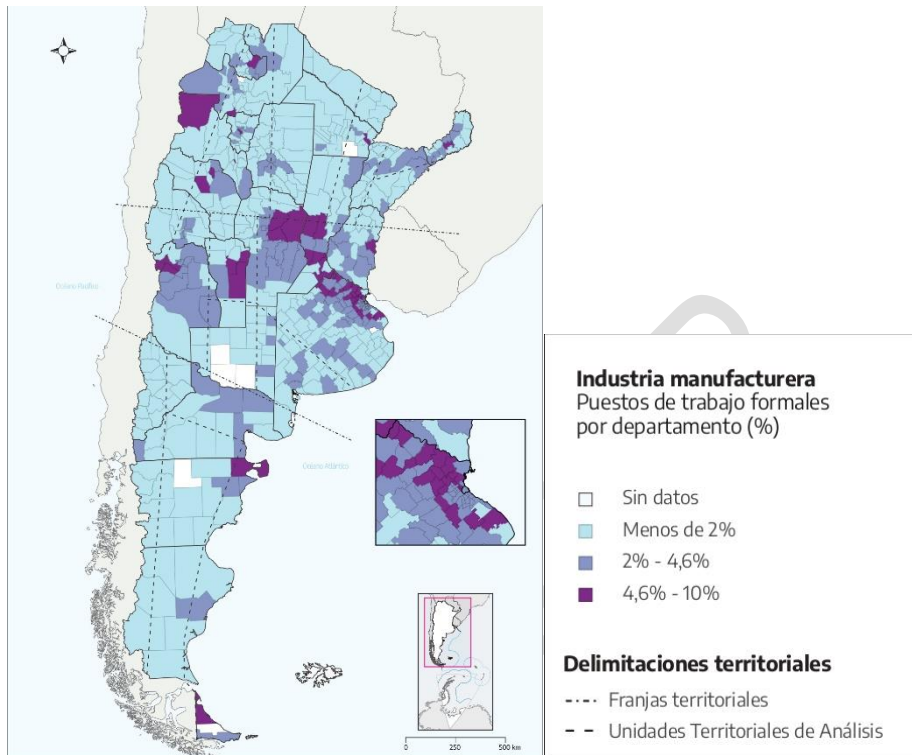 Océano Pacífico
Océano Atlántico
0 250 500 km
Industria manufacturera
Puestos de trabajo formales
por departamento (%)
Sin datos
Menos de 2%
2% - 4,6%
4,6% - 10%
Delimitaciones territoriales
Franjas territoriales
Unidades Territoriales de Análisis